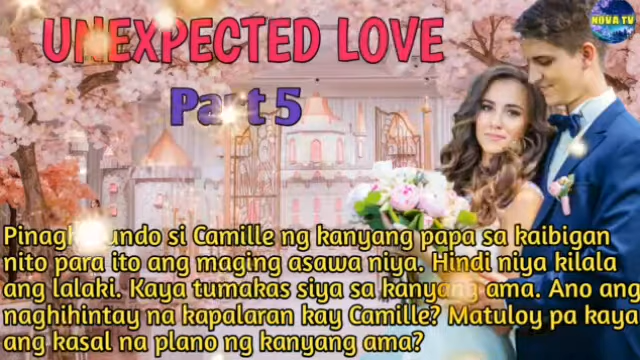 UNEXPECTED LOVE
Part 5
NOVA TV
si Camille ng kanyang papa sa kaibigan
nito para ito ang maging asawa niya. Hindi niya kilala
ang lalaki. Kaya tumakas siya sa kanyang ama. Ano ang
naghihintay na kapalaran kay Camille? Matuloy pa kaya
ang kasal na plano ng kanyang ama?